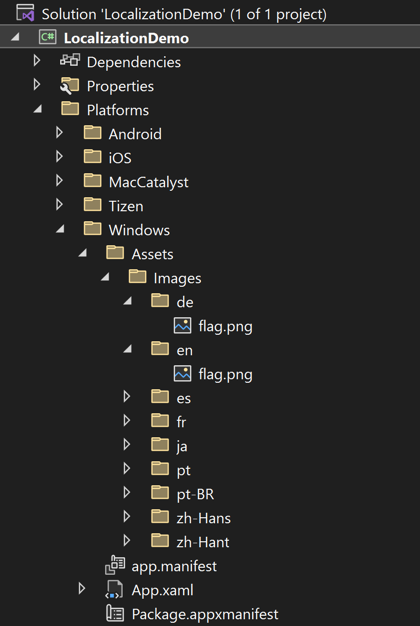 Solution 'LocalizationDemo' (1 of 1 project)
C# LocalizationDemo
Dependencies
Properties
Platforms
Android
iOS
MacCatalyst
Tizen
Windows
Assets
Images
de
flag.png
en
flag.png
es
fr
ja
pt
pt-BR
zh-Hans
zh-Hant
app.manifest
App.xaml
Package.appxmanifest